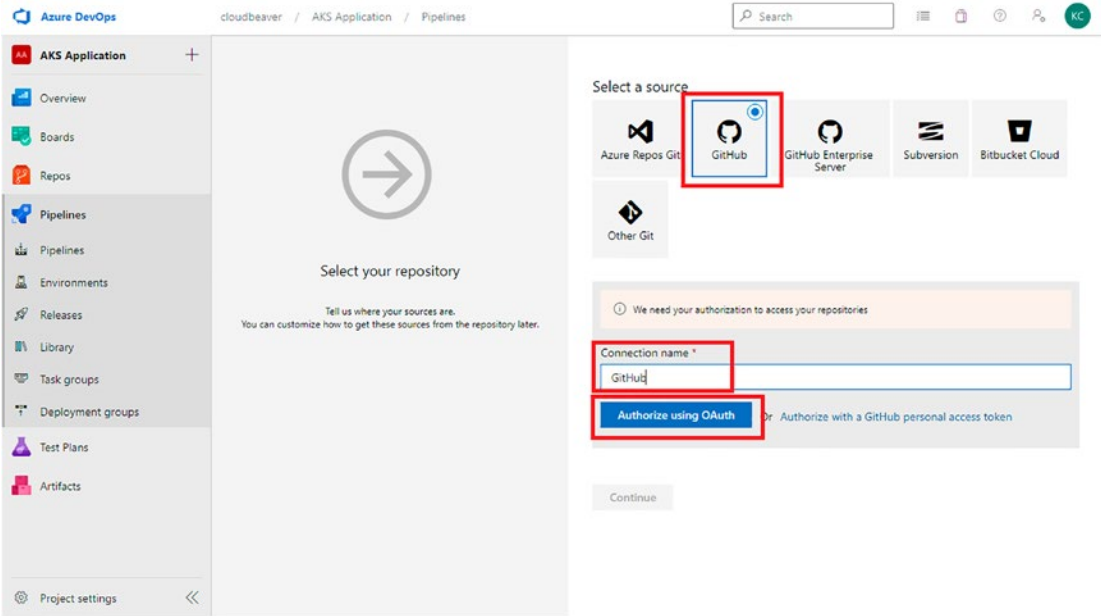 Azure DevOps
cloudbeaver / AKS Application / Pipelines
Search
KC
AA
AKS Application
Overview
Boards
Repos
Pipelines
Pipelines
Environments
Releases
Library
Task groups
Deployment groups
Test Plans
Artifacts
Project settings
Select your repository
Tell us where your sources are.
You can customize how to get these sources from the repository later.
Select a source
Azure Repos Git
GitHub
GitHub Enterprise
Server
Subversion
Bitbucket Cloud
Other Git
We need your authorization to access your repositories
Connection name *
GitHub
Authorize using OAuth
Or Authorize with a GitHub personal access token
Continue